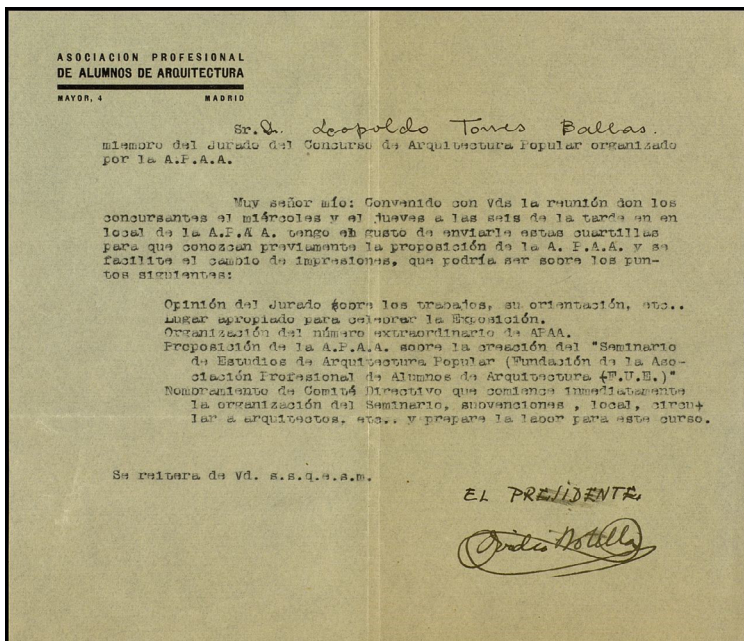 ASOCIACION PROFESIONAL
DE ALUMNOS DE ARQUITECTURA
MAYOR, 4 MADRID
Sr. D. Leopoldo Torres Balbas.
miembro del Jurado del Concurso de Arquitectura Popular organizado
por la A.P.A.A.
Muy señor mío: Convenido con Vds la reunión don los
concursantes el miércoles y el jueves a las seis de la tarde en en
local de la A.P.A A. tengo el gusto de enviarle estas cuartillas
para que conozcan previamente la proposición de la A. P.A.A. y se
facilite el cambio de impresiones, que podría ser sobre los pun-
tos siguientes:
Opinión del Jurado sobre los trabajos, su orientación, etc..
Lugar apropiado para celebrar la Exposición.
Organización del número extraordinario de APAA.
Proposición de la A.P.A.A. sobre la creación del "Seminario
de Estudios de Arquitectura Popular (Fundación de la Aso-
ciación Profesional de Alumnos de Arquitectura (F.U.E.)"
Nombramiento de Comité Directivo que comience inmediatamente
la organización del Seminario, subvenciones , local, circu-
lar a arquitectos, etc.. y prepare la labor para este curso.
Se reitera de Vd. s.s.q.e.s.m.
EL PRESIDENTE.
Ovidio Botella